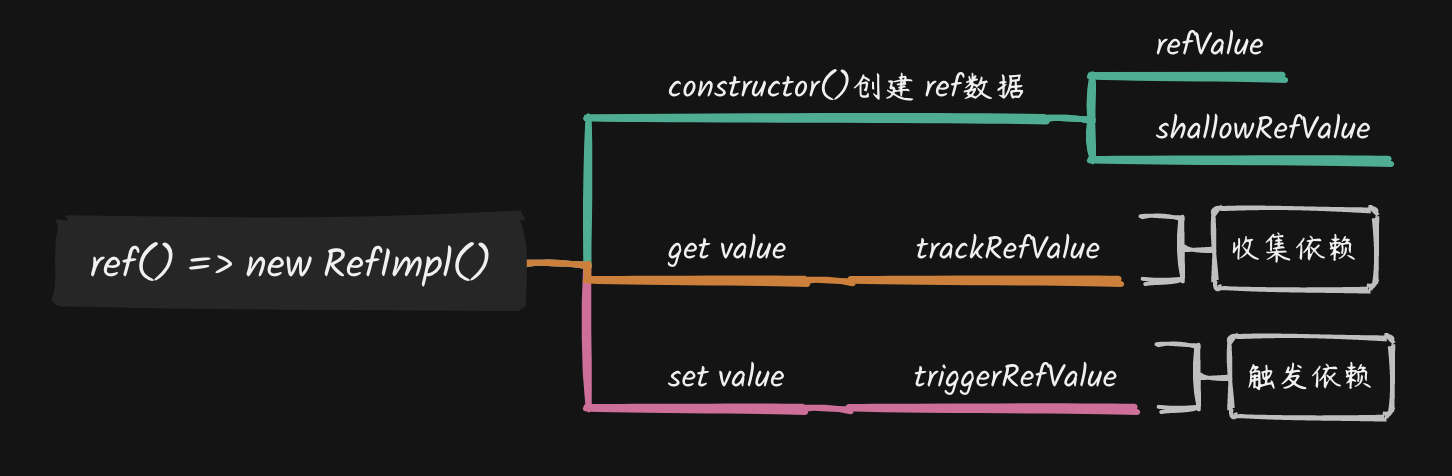 ref() => new RefImpl()
constructor()创建 ref数据
refValue
shallowRefValue
get value
trackRefValue
收集依赖
set value
triggerRefValue
触发依赖